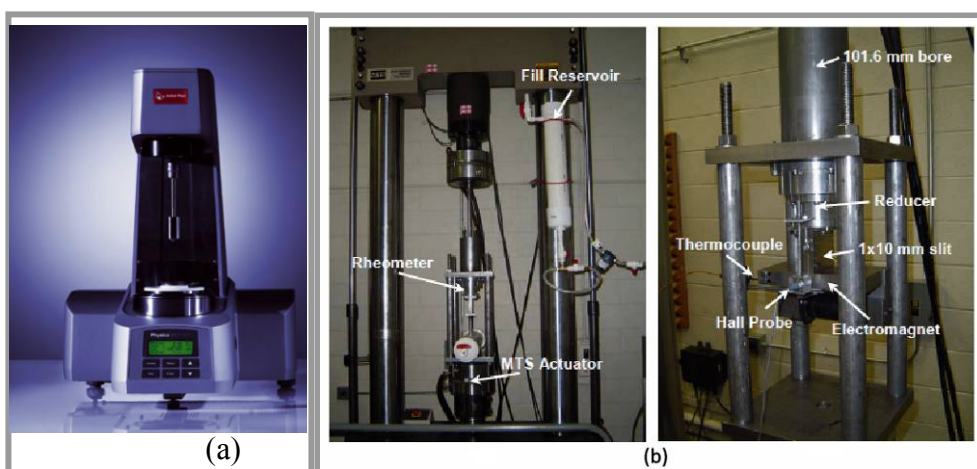 Fill Reservoir
Rheometer
MTS Actuator
101.6 mm bore
Reducer
Thermocouple
1x10 mm slit
Hall Probe
Electromagnet
(a)
(b)